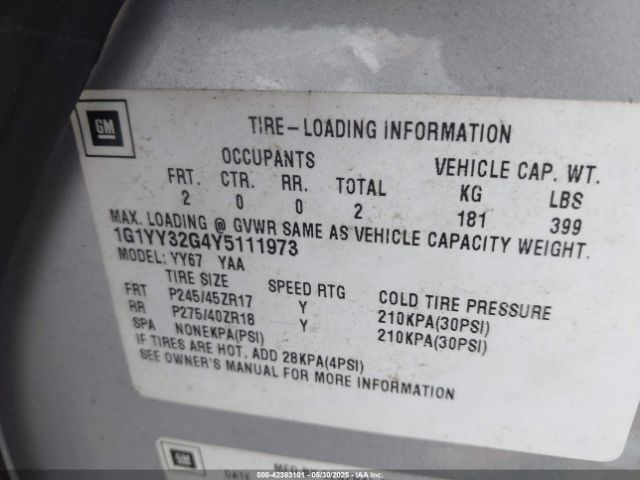 GM
TIRE-LOADING INFORMATION
OCCUPANTS VEHICLE CAP. WT.
FRT. CTR. RR. TOTAL KG LBS
2 0 0 2 181 399
MAX. LOADING @ GVWR SAME AS VEHICLE CAPACITY WEIGHT.
1G1YY32G4Y5111973
MODEL: YY67 YAA
TIRE SIZE SPEED RTG COLD TIRE PRESSURE
FRT P245/45ZR17 Y 210KPA(30PSI)
RR P275/40ZR18 Y 210KPA(30PSI)
SPA NONEKPA(PSI)
IF TIRES ARE HOT, ADD 28KPA(4PSI)
SEE OWNER'S MANUAL FOR MORE INFORMATION
GM
000-42383101 - 05/30/2025 - IAAI.com